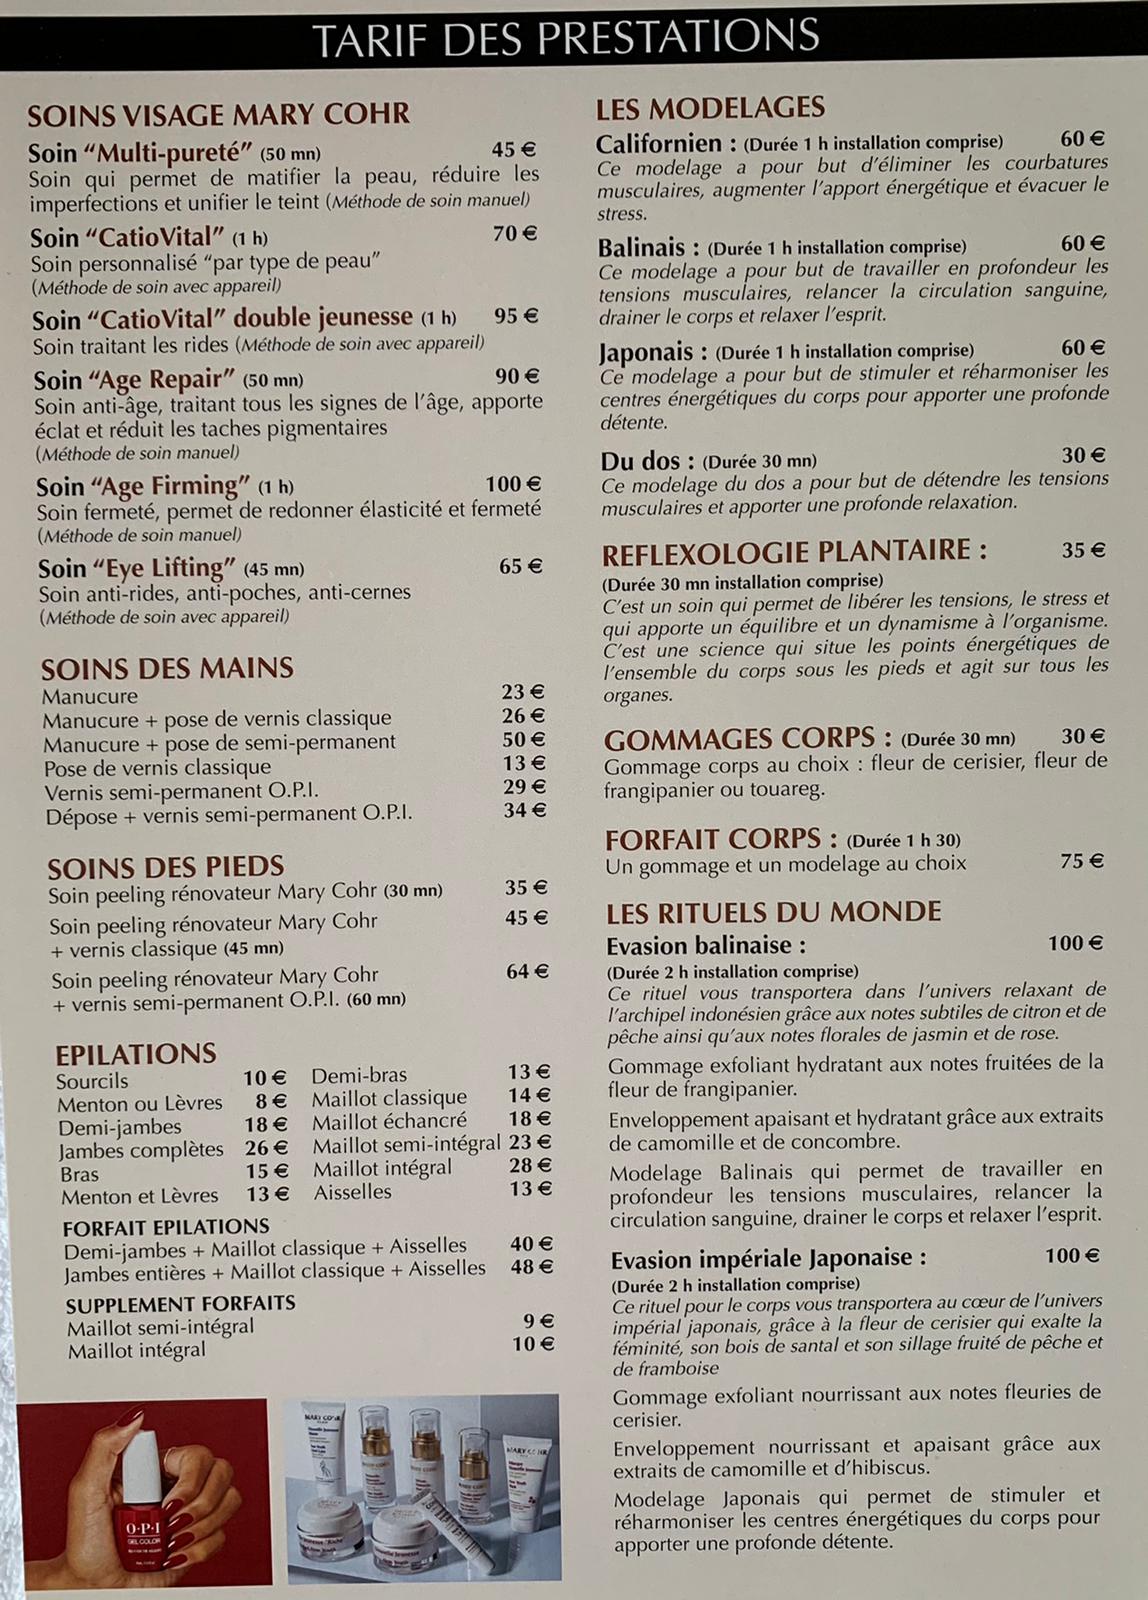 TARIF DES PRESTATIONS
SOINS VISAGE MARY COHR
Soin “Multi-pureté” (50 mn) 45 €
Soin qui permet de matifier la peau, réduire les
imperfections et unifier le teint (Méthode de soin manuel)
Soin “CatioVital” (1 h) 70 €
Soin personnalisé “par type de peau”
(Méthode de soin avec appareil)
Soin “CatioVital” double jeunesse (1 h) 95 €
Soin traitant les rides (Méthode de soin avec appareil)
Soin “Age Repair” (50 mn) 90 €
Soin anti-âge, traitant tous les signes de l’âge, apporte
éclat et réduit les taches pigmentaires
(Méthode de soin manuel)
Soin “Age Firming” (1 h) 100 €
Soin fermeté, permet de redonner élasticité et fermeté
(Méthode de soin manuel)
Soin “Eye Lifting” (45 mn) 65 €
Soin anti-rides, anti-poches, anti-cernes
(Méthode de soin avec appareil)
SOINS DES MAINS
Manucure 23 €
Manucure + pose de vernis classique 26 €
Manucure + pose de semi-permanent 50 €
Pose de vernis classique 13 €
Vernis semi-permanent O.P.I. 29 €
Dépose + vernis semi-permanent O.P.I. 34 €
SOINS DES PIEDS
Soin peeling rénovateur Mary Cohr (30 mn) 35 €
Soin peeling rénovateur Mary Cohr 45 €
+ vernis classique (45 mn)
Soin peeling rénovateur Mary Cohr 64 €
+ vernis semi-permanent O.P.I. (60 mn)
EPILATIONS
Sourcils 10 € Demi-bras 13 €
Menton ou Lèvres 8 € Maillot classique 14 €
Demi-jambes 18 € Maillot échancré 18 €
Jambes complètes 26 € Maillot semi-intégral 23 €
Bras 15 € Maillot intégral 28 €
Menton et Lèvres 13 € Aisselles 13 €
FORFAIT EPILATIONS
Demi-jambes + Maillot classique + Aisselles 40 €
Jambes entières + Maillot classique + Aisselles 48 €
SUPPLEMENT FORFAITS
Maillot semi-intégral 9 €
Maillot intégral 10 €
O·P·I
GEL COLOR
MARY COHR
MARY COHR
LES MODELAGES
Californien : (Durée 1 h installation comprise) 60 €
Ce modelage a pour but d’éliminer les courbatures
musculaires, augmenter l’apport énergétique et évacuer le
stress.
Balinais : (Durée 1 h installation comprise) 60 €
Ce modelage a pour but de travailler en profondeur les
tensions musculaires, relancer la circulation sanguine,
drainer le corps et relaxer l’esprit.
Japonais : (Durée 1 h installation comprise) 60 €
Ce modelage a pour but de stimuler et réharmoniser les
centres énergétiques du corps pour apporter une profonde
détente.
Du dos : (Durée 30 mn) 30 €
Ce modelage du dos a pour but de détendre les tensions
musculaires et apporter une profonde relaxation.
REFLEXOLOGIE PLANTAIRE : 35 €
(Durée 30 mn installation comprise)
C’est un soin qui permet de libérer les tensions, le stress et
qui apporte un équilibre et un dynamisme à l’organisme.
C’est une science qui situe les points énergétiques de
l’ensemble du corps sous les pieds et agit sur tous les
organes.
GOMMAGES CORPS : (Durée 30 mn) 30 €
Gommage corps au choix : fleur de cerisier, fleur de
frangipanier ou touareg.
FORFAIT CORPS : (Durée 1 h 30)
Un gommage et un modelage au choix 75 €
LES RITUELS DU MONDE
Evasion balinaise : 100 €
(Durée 2 h installation comprise)
Ce rituel vous transportera dans l’univers relaxant de
l’archipel indonésien grâce aux notes subtiles de citron et de
pêche ainsi qu’aux notes florales de jasmin et de rose.
Gommage exfoliant hydratant aux notes fruitées de la
fleur de frangipanier.
Enveloppement apaisant et hydratant grâce aux extraits
de camomille et de concombre.
Modelage Balinais qui permet de travailler en
profondeur les tensions musculaires, relancer la
circulation sanguine, drainer le corps et relaxer l’esprit.
Evasion impériale Japonaise : 100 €
(Durée 2 h installation comprise)
Ce rituel pour le corps vous transportera au cœur de l’univers
impérial japonais, grâce à la fleur de cerisier qui exalte la
féminité, son bois de santal et son sillage fruité de pêche et
de framboise
Gommage exfoliant nourrissant aux notes fleuries de
cerisier.
Enveloppement nourrissant et apaisant grâce aux
extraits de camomille et d’hibiscus.
Modelage Japonais qui permet de stimuler et
réharmoniser les centres énergétiques du corps pour
apporter une profonde détente.